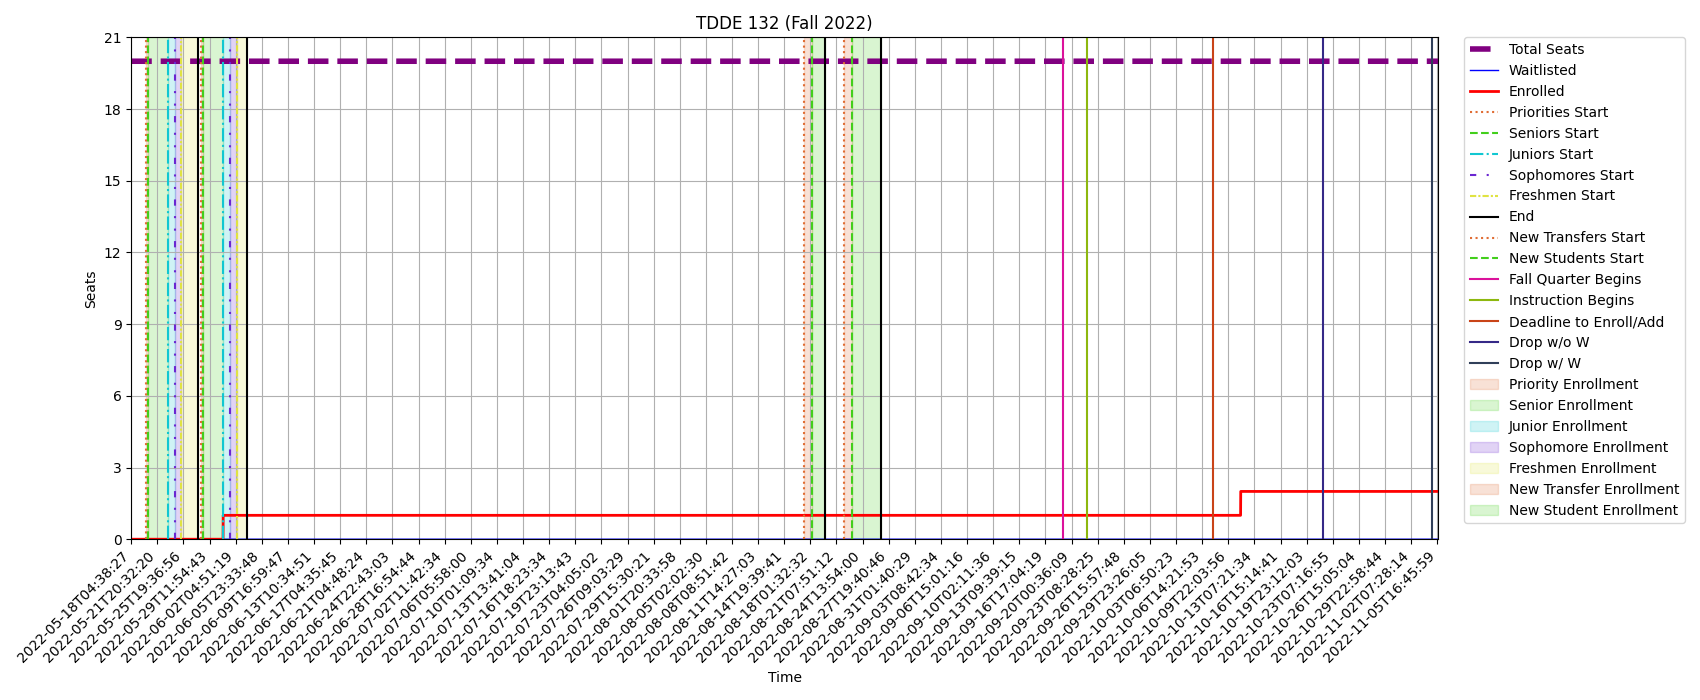 TDDE 132 (Fall 2022)
Seats
21
18
15
12
9
6
3
0
2022-05-18T04:38:27
2022-05-21T20:32:20
2022-05-25T19:36:56
2022-05-29T11:54:43
2022-06-02T04:51:19
2022-06-05T23:33:48
2022-06-09T16:59:47
2022-06-13T10:34:51
2022-06-17T04:35:45
2022-06-21T04:48:24
2022-06-24T22:43:03
2022-06-28T16:54:44
2022-07-02T11:42:34
2022-07-06T05:58:00
2022-07-10T01:09:34
2022-07-13T13:41:04
2022-07-16T18:23:34
2022-07-19T23:13:43
2022-07-23T04:05:02
2022-07-26T09:03:29
2022-07-29T15:30:21
2022-08-01T20:33:58
2022-08-05T02:02:30
2022-08-08T08:51:42
2022-08-11T14:27:03
2022-08-14T19:39:41
2022-08-18T01:32:32
2022-08-21T07:51:12
2022-08-24T13:54:00
2022-08-27T19:40:46
2022-08-31T01:40:29
2022-09-03T08:42:34
2022-09-06T15:01:16
2022-09-10T02:11:36
2022-09-13T09:39:15
2022-09-16T17:04:19
2022-09-20T00:36:09
2022-09-23T08:28:25
2022-09-26T15:57:48
2022-09-29T23:26:05
2022-10-03T06:50:23
2022-10-06T14:21:53
2022-10-09T22:03:56
2022-10-13T07:21:34
2022-10-16T15:14:41
2022-10-19T23:12:03
2022-10-23T07:16:55
2022-10-26T15:05:04
2022-10-29T22:58:44
2022-11-02T07:28:14
2022-11-05T16:45:59
Time
Total Seats
Waitlisted
Enrolled
Priorities Start
Seniors Start
Juniors Start
Sophomores Start
Freshmen Start
End
New Transfers Start
New Students Start
Fall Quarter Begins
Instruction Begins
Deadline to Enroll/Add
Drop w/o W
Drop w/ W
Priority Enrollment
Senior Enrollment
Junior Enrollment
Sophomore Enrollment
Freshmen Enrollment
New Transfer Enrollment
New Student Enrollment